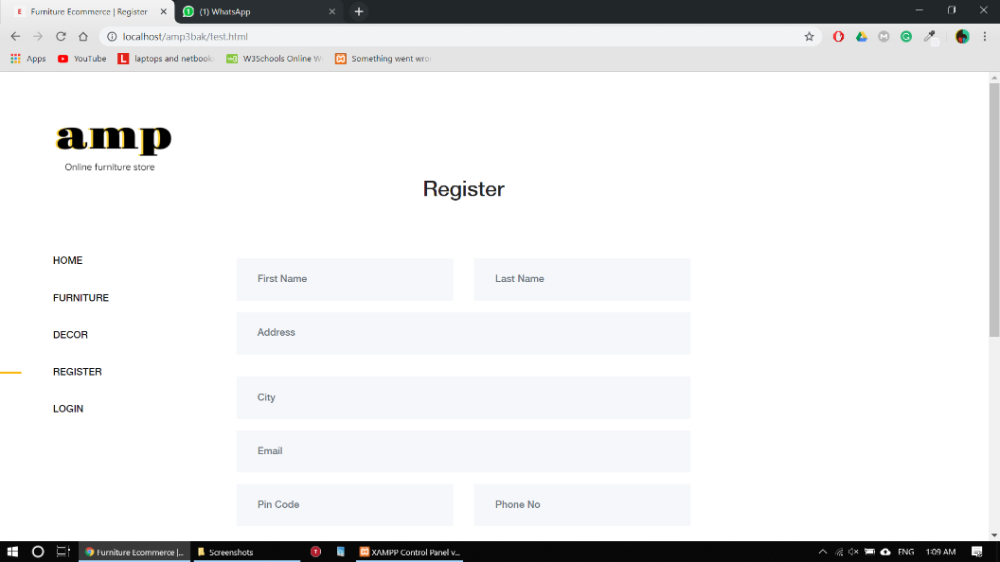 Furniture Ecommerce | Register
(1) WhatsApp
localhost/amp3bak/test.html
Apps
YouTube
laptops and netbook
W3Schools Online W
Something went wro
amp
Online furniture store
Register
HOME
FURNITURE
DECOR
REGISTER
LOGIN
First Name
Last Name
Address
City
Email
Pin Code
Phone No
Furniture Ecommerce |...
Screenshots
XAMPP Control Panel v...
ENG
1:09 AM